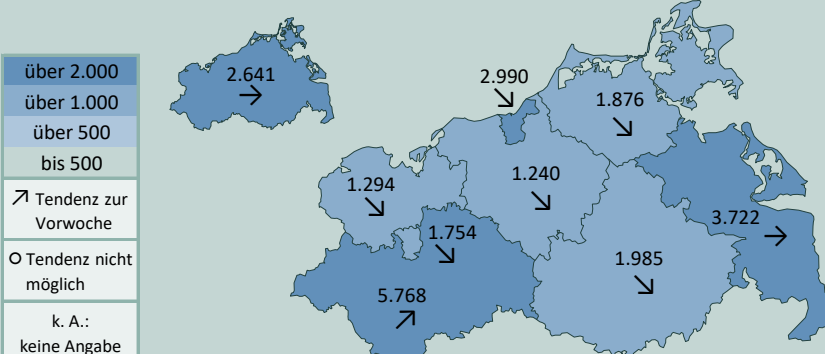 über 2.000
über 1.000
über 500
bis 500
↗ Tendenz zur
Vorwoche
O Tendenz nicht
möglich
k. A.:
keine Angabe
2.641
→
2.990
↘
1.876
↘
1.294
↘
1.240
↘
1.754
↘
3.722 →
1.985
↘
5.768
↗